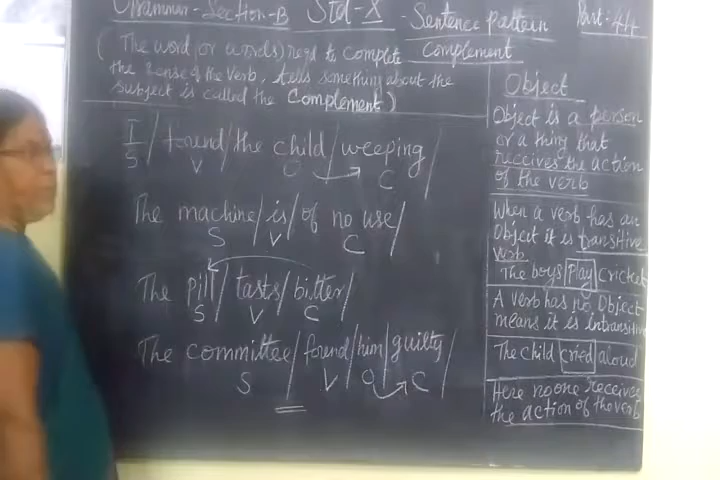 Grammar-Section-B Std-X - Sentence pattern Part: 4/4
Complement
(The word (or words) reqd to complete
the sense of the verb, tells something about the
subject is called the Complement)
I / found / the child / weeping /
S V O C
The machine / is / of no use /
S V C
The pill / tasts / bitter /
S V C
The committee / found / him / guilty /
S V O C
Object
Object is a person
or a thing that
receives the action
of the verb
When a verb has an
Object it is transitive
verb
The boys play cricket
A verb has no Object
means it is intransitive
The child cried aloud
Here no one receives
the action of the verb